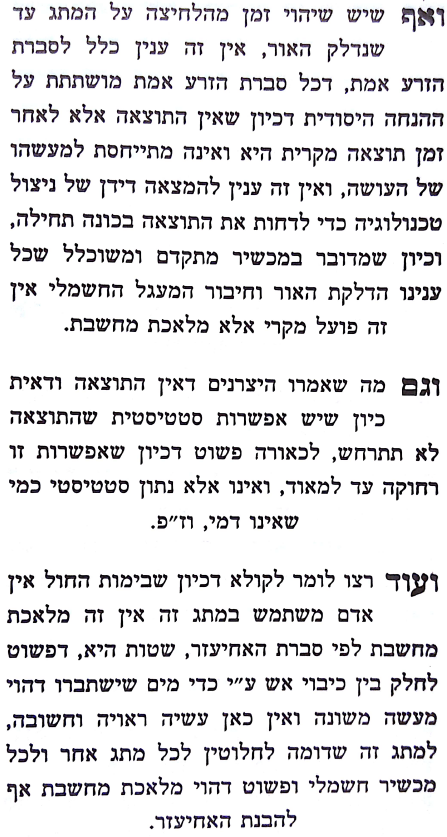 ואף שיש שיהוי זמן מהלחיצה על המתג עד
שנדלק האור, אין זה ענין כלל לסברת
הזרע אמת, דכל סברת הזרע אמת מושתתת על
ההנחה היסודית דכיון שאין התוצאה אלא לאחר
זמן תוצאה מקרית היא ואינה מתייחסת למעשהו
של העושה, ואין זה ענין להמצאה דידן של ניצול
טכנולוגיה כדי לדחות את התוצאה בכונה תחילה,
וכיון שמדובר במכשיר מתקדם ומשוכלל שכל
ענינו הדלקת האור וחיבור המעגל החשמלי אין
זה פועל מקרי אלא מלאכת מחשבת.
וגם מה שאמרו היצרנים דאין התוצאה ודאית
כיון שיש אפשרות סטטיסטית שהתוצאה
לא תתרחש, לכאורה פשוט דכיון שאפשרות זו
רחוקה עד למאוד, ואינו אלא נתון סטטיסטי כמי
שאינו דמי, וז״פ.
ועוד רצו לומר לקולא דכיון שבימות החול אין
אדם משתמש במתג זה אין זה מלאכת
מחשבת לפי סברת האחיעזר, שטות היא, דפשוט
לחלק בין כיבוי אש ע״י כדי מים שישתברו דהוי
מעשה משונה ואין כאן עשיה ראויה וחשובה,
למתג זה שדומה לחלוטין לכל מתג אחר ולכל
מכשיר חשמלי ופשוט דהוי מלאכת מחשבת אף
להבנת האחיעזר.